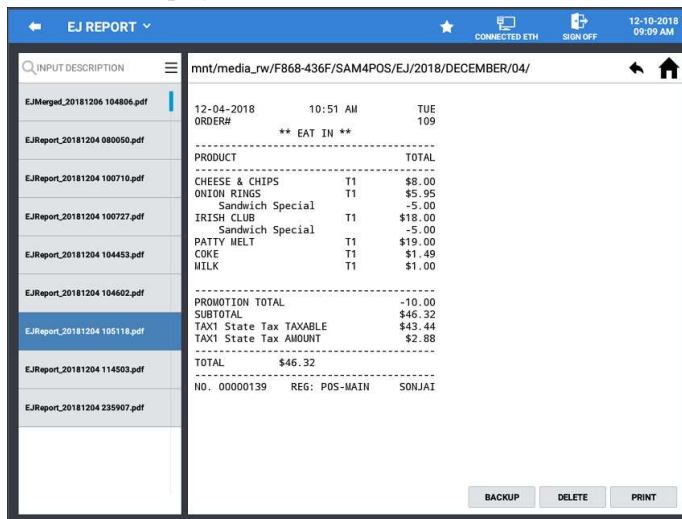 EJ REPORT
CONNECTED ETH
SIGN OFF
12-10-2018
09:09 AM
INPUT DESCRIPTION
mnt/media_rw/F868-436F/SAM4POS/EJ/2018/DECEMBER/04/
EJMerged_20181206 104806.pdf
EJReport_20181204 080050.pdf
EJReport_20181204 100710.pdf
EJReport_20181204 100727.pdf
EJReport_20181204 104453.pdf
EJReport_20181204 104602.pdf
EJReport_20181204 105118.pdf
EJReport_20181204 114503.pdf
EJReport_20181204 235907.pdf
12-04-2018 10:51 AM TUE
ORDER# 109
** EAT IN **
PRODUCT TOTAL
CHEESE & CHIPS T1 $8.00
ONION RINGS T1 $5.95
Sandwich Special -5.00
IRISH CLUB T1 $18.00
Sandwich Special -5.00
PATTY MELT T1 $19.00
COKE T1 $1.49
MILK T1 $1.00
PROMOTION TOTAL -10.00
SUBTOTAL $46.32
TAX1 State Tax TAXABLE $43.44
TAX1 State Tax AMOUNT $2.88
TOTAL $46.32
NO. 00000139 REG: POS-MAIN SONJAI
BACKUP
DELETE
PRINT